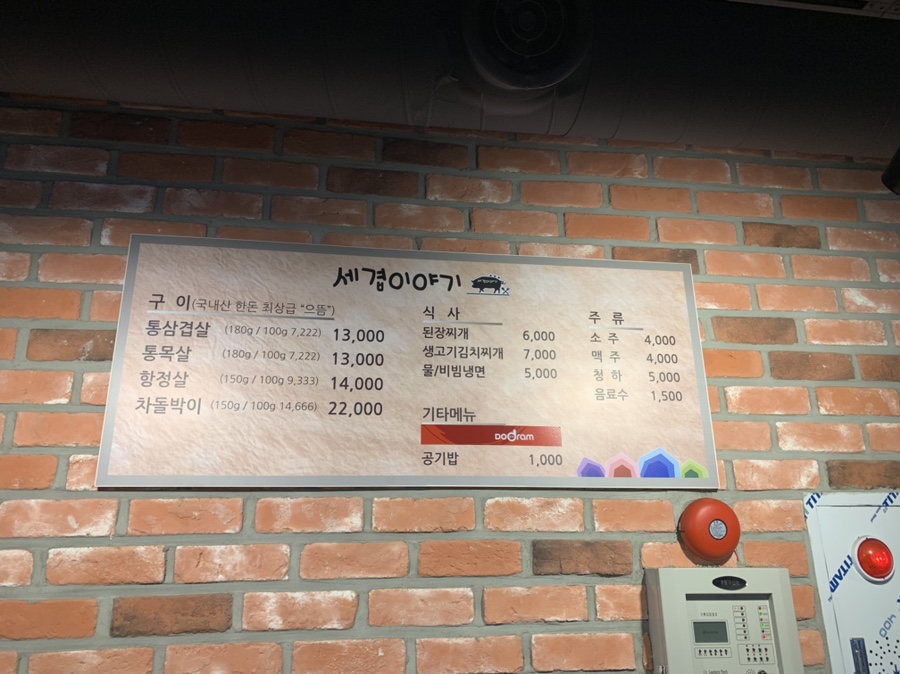 세겹이야기
구 이(국내산 한돈 최상급 "으뜸")
통삼겹살 (180g / 100g 7,222) 13,000
통목살 (180g / 100g 7,222) 13,000
항정살 (150g / 100g 9,333) 14,000
차돌박이 (150g / 100g 14,666) 22,000
식 사
된장찌개 6,000
생고기김치찌개 7,000
물/비빔냉면 5,000
기타메뉴
Dodram
공기밥 1,000
주 류
소 주 4,000
맥 주 4,000
청 하 5,000
음료수 1,500